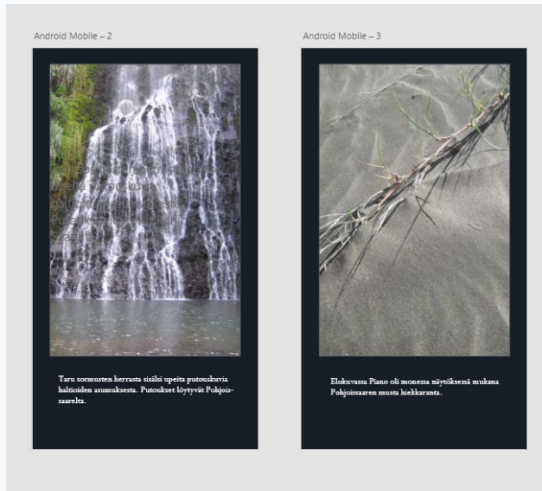 Android Mobile – 2
Android Mobile – 3
Taru sormusten herrasta sisälsi upeita putouskuvia
haltioiden asumuksesta. Putoukset löytyvät Pohjois-
saarelta.
Elokuvassa Piano oli monessa näytöksessä mukana
Pohjoissaaren musta hiekkaranta.